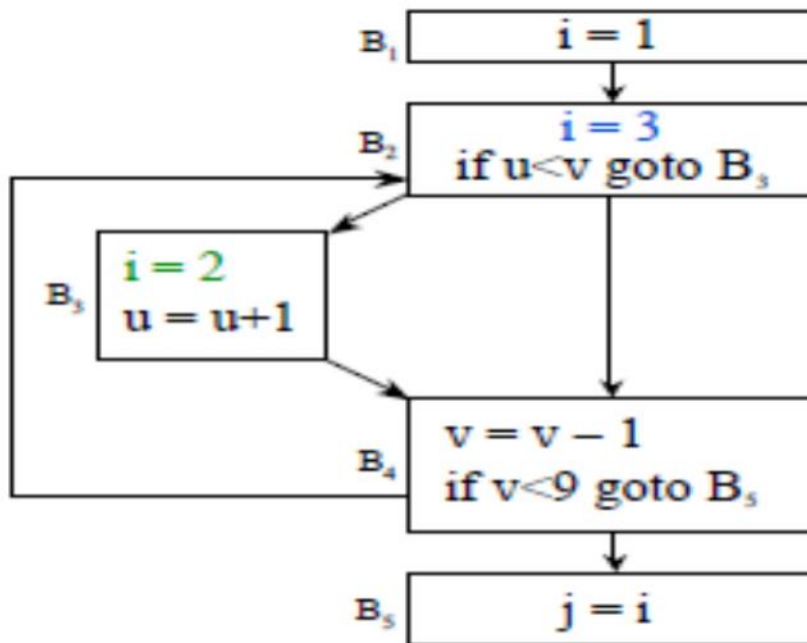 B₁
i = 1
B₂
i = 3
if u<v goto B₃
B₃
i = 2
u = u+1
B₄
v = v – 1
if v<9 goto B₅
B₅
j = i